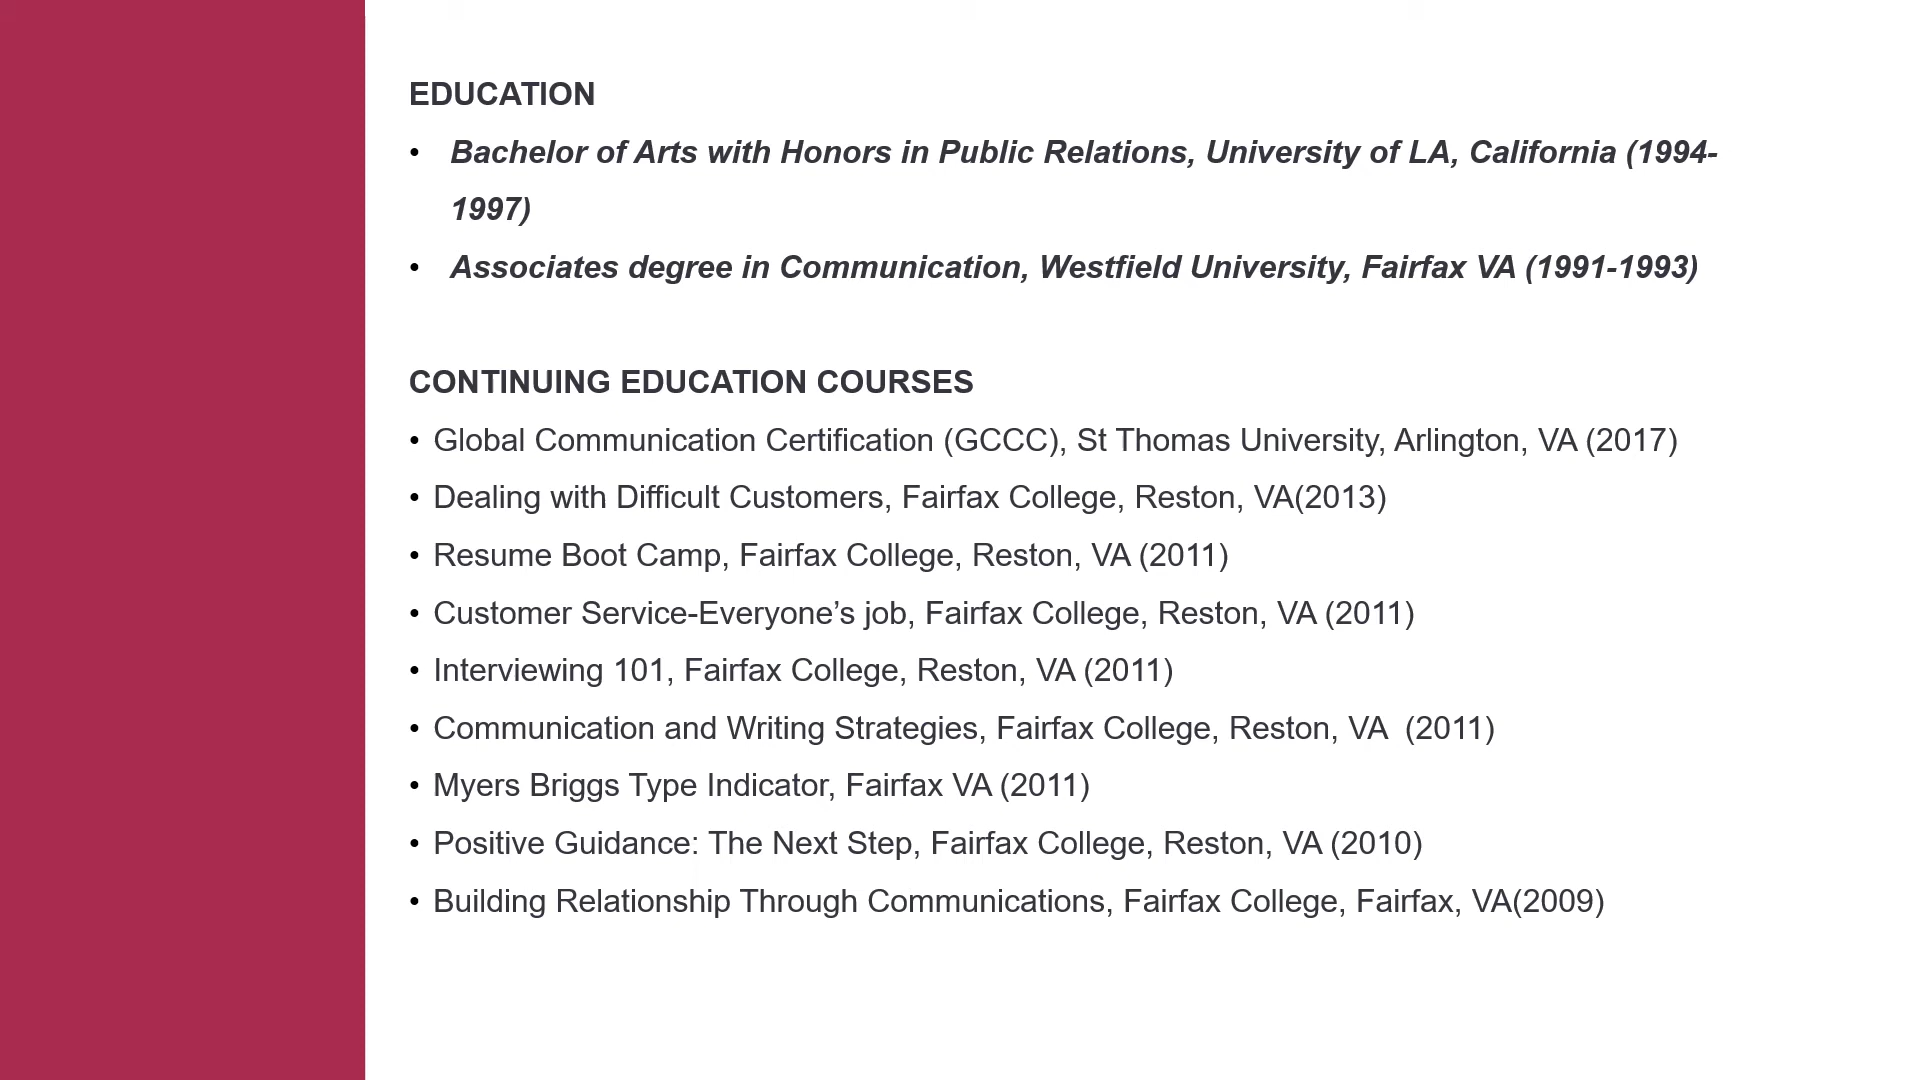 EDUCATION
• Bachelor of Arts with Honors in Public Relations, University of LA, California (1994-
1997)
• Associates degree in Communication, Westfield University, Fairfax VA (1991-1993)
CONTINUING EDUCATION COURSES
• Global Communication Certification (GCCC), St Thomas University, Arlington, VA (2017)
• Dealing with Difficult Customers, Fairfax College, Reston, VA(2013)
• Resume Boot Camp, Fairfax College, Reston, VA (2011)
• Customer Service-Everyone’s job, Fairfax College, Reston, VA (2011)
• Interviewing 101, Fairfax College, Reston, VA (2011)
• Communication and Writing Strategies, Fairfax College, Reston, VA  (2011)
• Myers Briggs Type Indicator, Fairfax VA (2011)
• Positive Guidance: The Next Step, Fairfax College, Reston, VA (2010)
• Building Relationship Through Communications, Fairfax College, Fairfax, VA(2009)